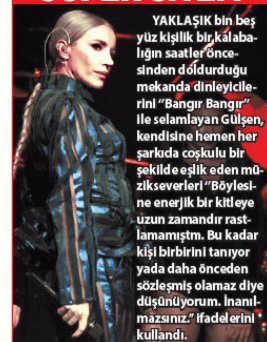 YAKLAŞIK bin beş
yüz kişilik bir kalaba-
lığın saatler önce-
sinden doldurduğu
mekanda dinleyicile-
rini “Bangır Bangır”
ile selamlayan Gülşen,
kendisine hemen her
şarkıda coşkulu bir
şekilde eşlik eden mü-
zikseverleri “Böylesi-
ne enerjik bir kitleye
uzun zamandır rast-
lamamıştm. Bu kadar
kişi birbirini tanıyor
yada daha önceden
sözleşmiş olamaz diye
düşünüyorum. İnanıl-
mazsınız.” ifadelerini
kullandı.